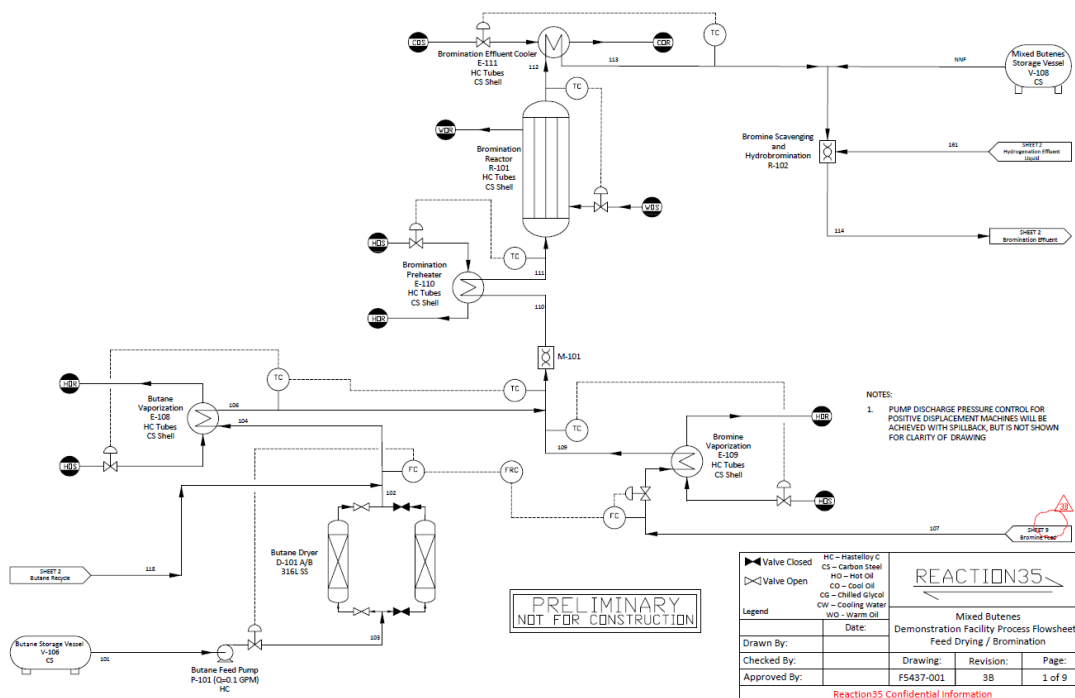 COS
Bromination Effluent Cooler
E-111
HC Tubes
CS Shell
COR
TC
112
113
NNF
Mixed Butenes
Storage Vessel
V-108
CS
TC
WOR
Bromination
Reactor
R-101
HC Tubes
CS Shell
WOS
Bromine Scavenging
and
Hydrobromination
R-102
161
SHEET 2
Hydrogenation Effluent
Liquid
114
SHEET 2
Bromination Effluent
HOS
TC
111
Bromination
Preheater
E-110
HC Tubes
CS Shell
HOR
110
M-101
TC
TC
HOR
Butane
Vaporization
E-108
HC Tubes
CS Shell
106
104
HOS
TC
109
HOR
Bromine
Vaporization
E-109
HC Tubes
CS Shell
HOS
NOTES:
1. PUMP DISCHARGE PRESSURE CONTROL FOR
POSITIVE DISPLACEMENT MACHINES WILL BE
ACHIEVED WITH SPILLBACK, BUT IS NOT SHOWN
FOR CLARITY OF DRAWING
FC
FRC
FC
102
107
3B
SHEET 9
Bromine Feed
Butane Dryer
D-101 A/B
316L SS
SHEET 2
Butane Recycle
118
103
Butane Storage Vessel
V-106
CS
101
Butane Feed Pump
P-101 (Q=0.1 GPM)
HC
PRELIMINARY
NOT FOR CONSTRUCTION
Valve Closed
Valve Open
Legend
HC – Hastelloy C
CS – Carbon Steel
HO – Hot Oil
CO – Cool Oil
CG – Chilled Glycol
CW – Cooling Water
WO - Warm Oil
REACTION35
Date:
Mixed Butenes
Demonstration Facility Process Flowsheet
Feed Drying / Bromination
Drawn By:
Checked By:
Approved By:
Drawing:
Revision:
Page:
F5437-001
3B
1 of 9
Reaction35 Confidential Information